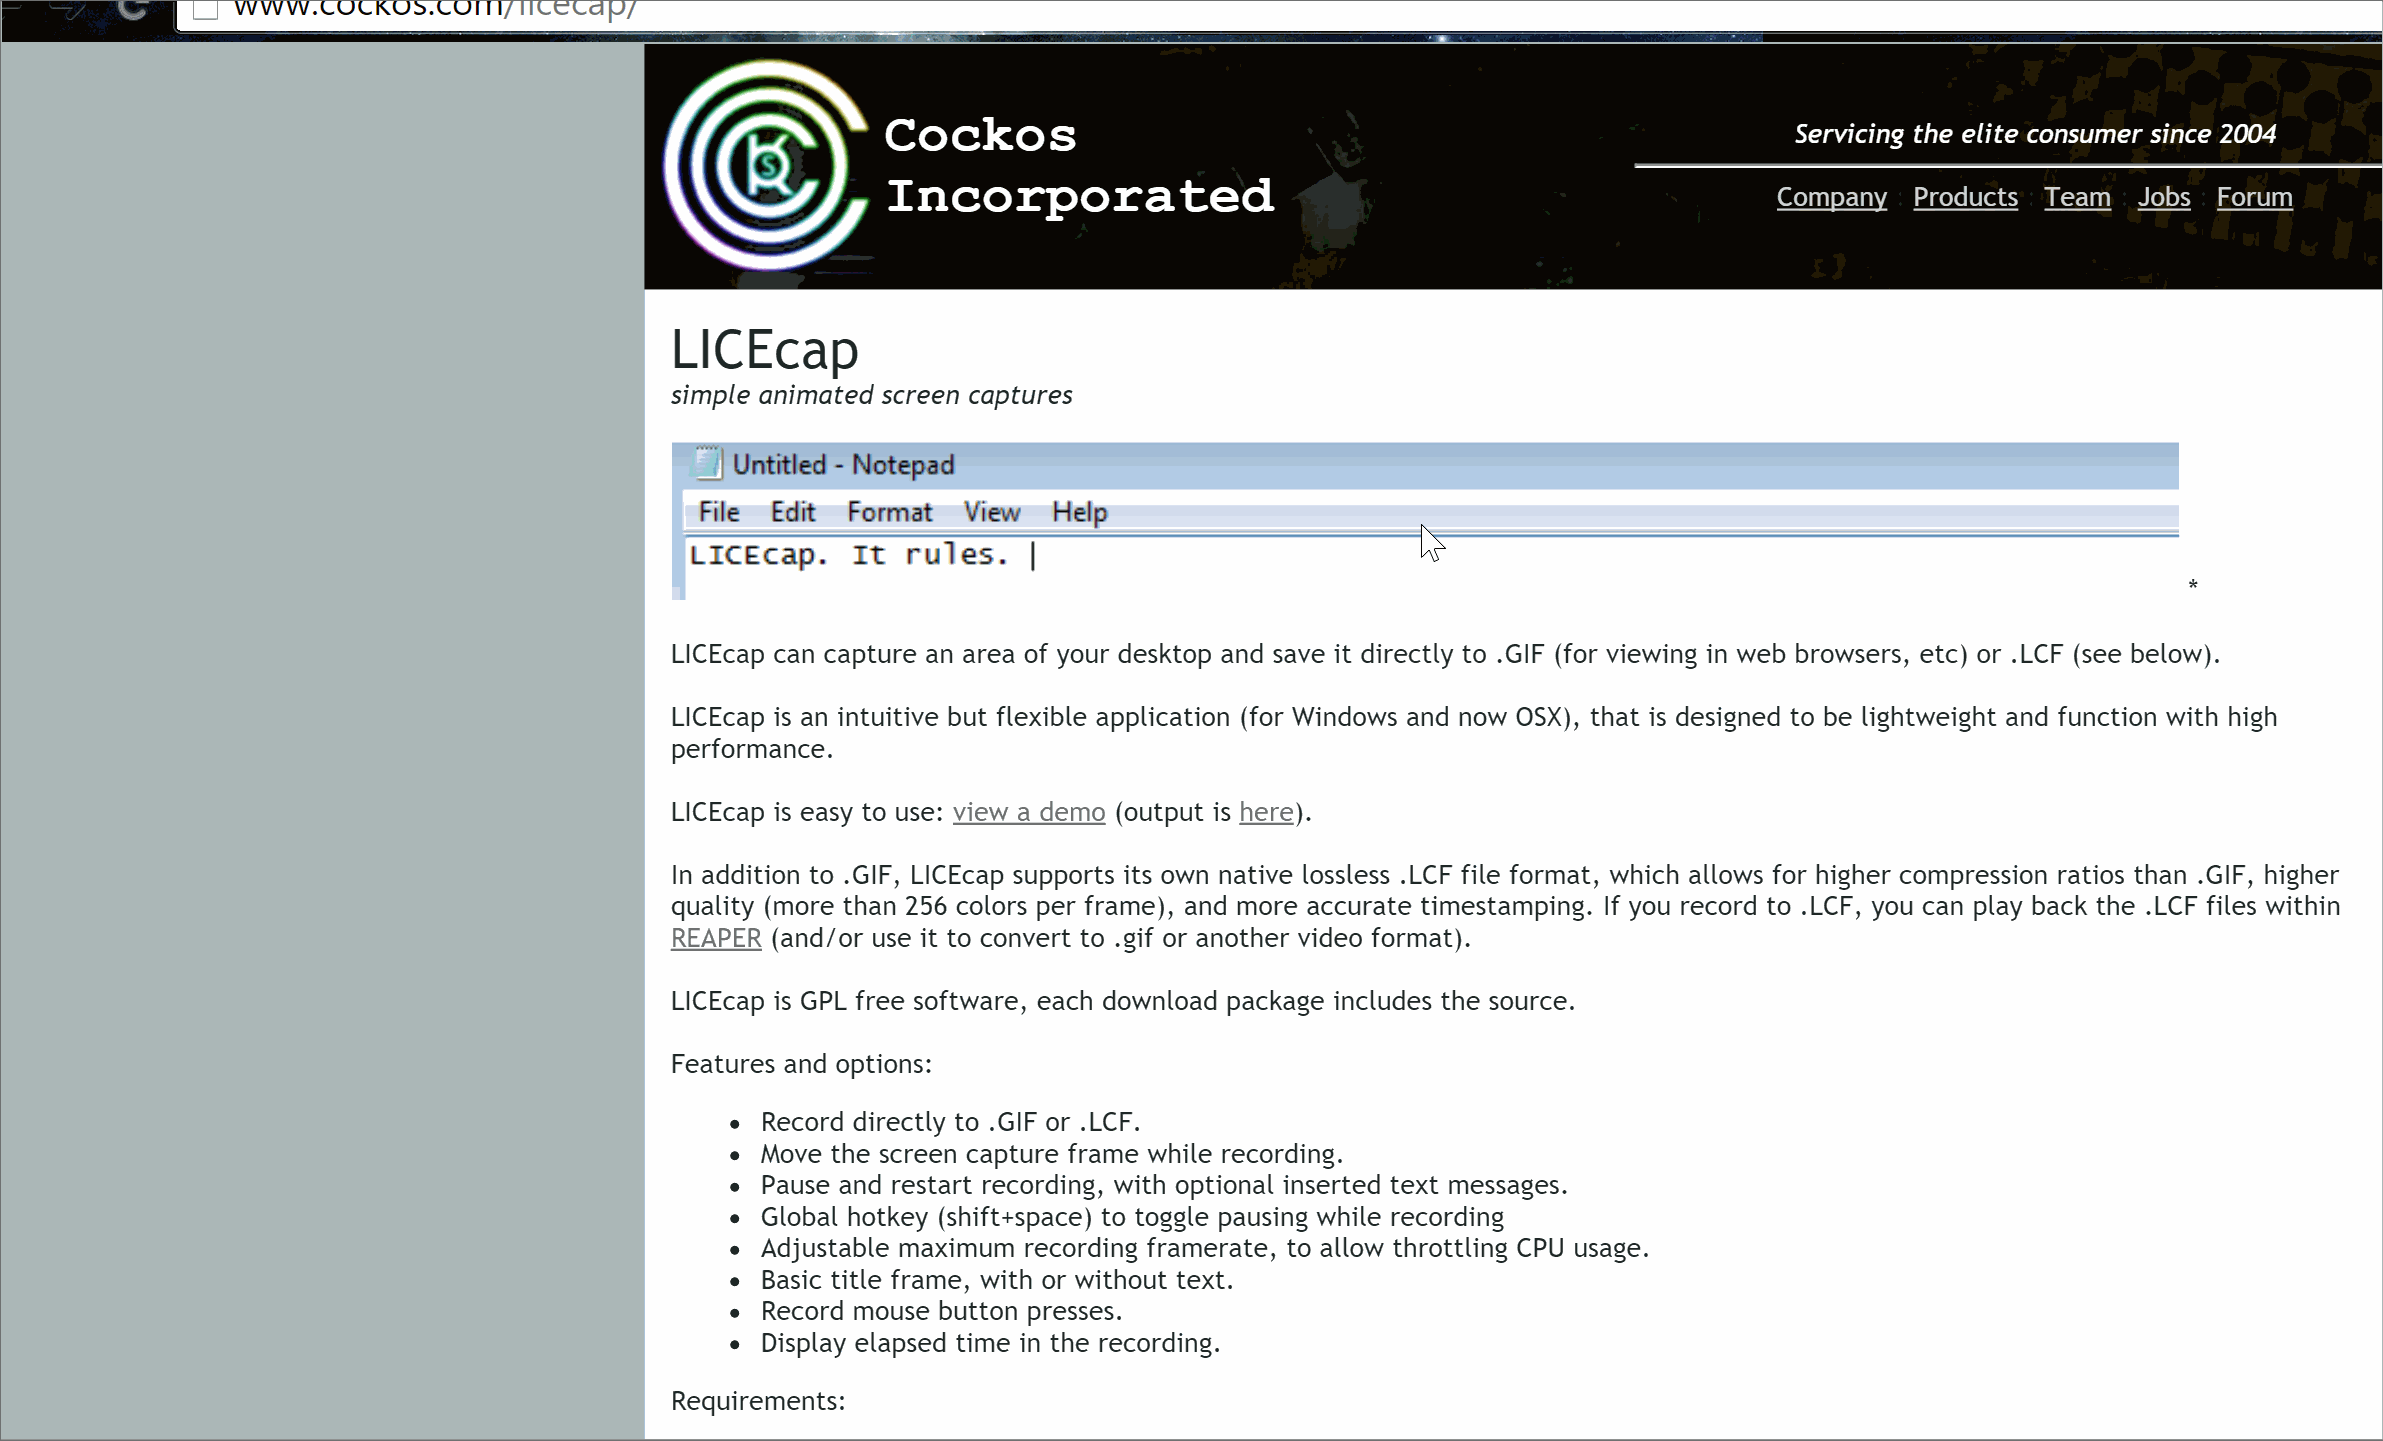 www.cockos.com/licecap/
Cockos
Incorporated
Servicing the elite consumer since 2004
Company : Products : Team : Jobs : Forum
LICEcap
simple animated screen captures
Untitled - Notepad
File Edit Format View Help
LICEcap. It rules.
*
LICEcap can capture an area of your desktop and save it directly to .GIF (for viewing in web browsers, etc) or .LCF (see below).
LICEcap is an intuitive but flexible application (for Windows and now OSX), that is designed to be lightweight and function with high
performance.
LICEcap is easy to use: view a demo (output is here).
In addition to .GIF, LICEcap supports its own native lossless .LCF file format, which allows for higher compression ratios than .GIF, higher
quality (more than 256 colors per frame), and more accurate timestamping. If you record to .LCF, you can play back the .LCF files within
REAPER (and/or use it to convert to .gif or another video format).
LICEcap is GPL free software, each download package includes the source.
Features and options:
• Record directly to .GIF or .LCF.
• Move the screen capture frame while recording.
• Pause and restart recording, with optional inserted text messages.
• Global hotkey (shift+space) to toggle pausing while recording
• Adjustable maximum recording framerate, to allow throttling CPU usage.
• Basic title frame, with or without text.
• Record mouse button presses.
• Display elapsed time in the recording.
Requirements: